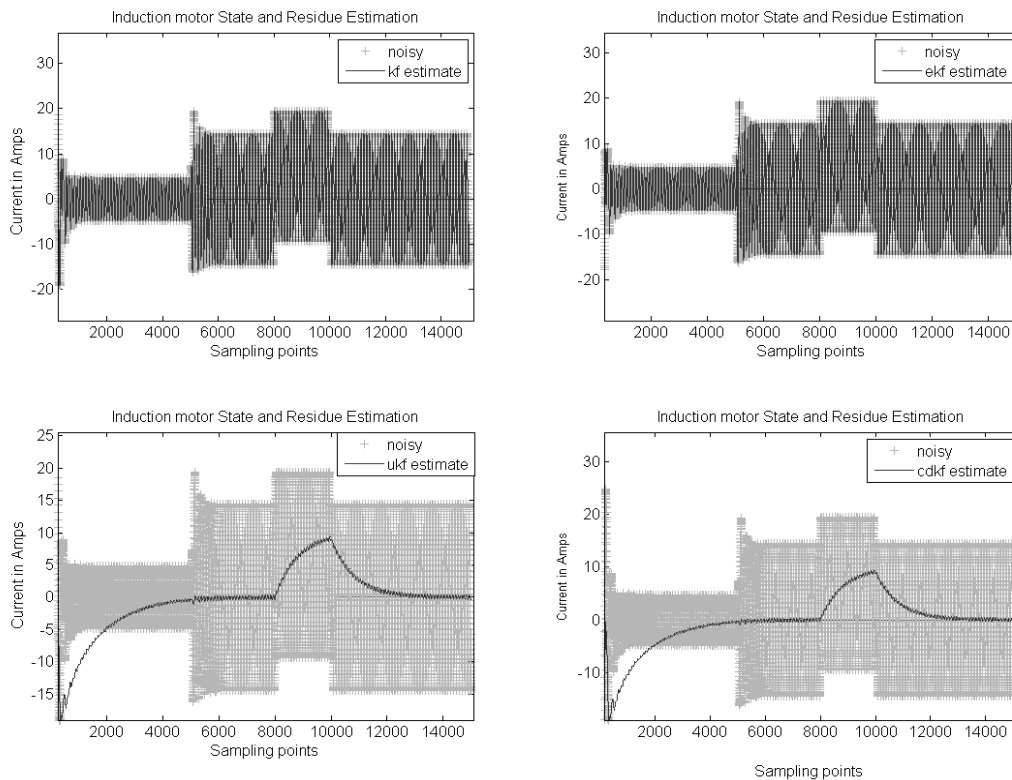 Induction motor State and Residue Estimation
noisy
kf estimate
Current in Amps
30
20
10
0
-10
-20
2000 4000 6000 8000 10000 12000 14000
Sampling points
Induction motor State and Residue Estimation
noisy
ekf estimate
Current in Amps
30
20
10
0
-10
-20
2000 4000 6000 8000 10000 12000 14000
Sampling points
Induction motor State and Residue Estimation
noisy
ukf estimate
Current in Amps
25
20
15
10
5
0
-5
-10
-15
2000 4000 6000 8000 10000 12000 14000
Sampling points
Induction motor State and Residue Estimation
noisy
cdkf estimate
Current in Amps
30
20
10
0
-10
2000 4000 6000 8000 10000 12000 14000
Sampling points